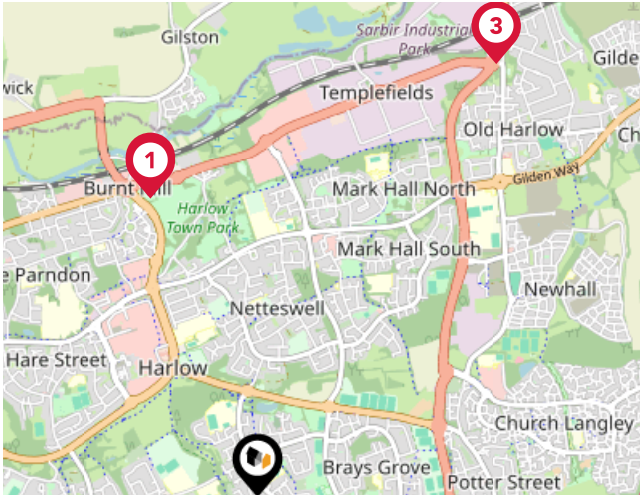 Gilston
Sarbir Industrial
Park
3
Gilde
wick
Templefields
Old Harlow
Ch
1
Burnt Mill
Mark Hall North
Gilden Way
Harlow
Town Park
Mark Hall South
e Parndon
Newhall
Netteswell
Hare Street
Harlow
Church Langley
Brays Grove
Potter Street